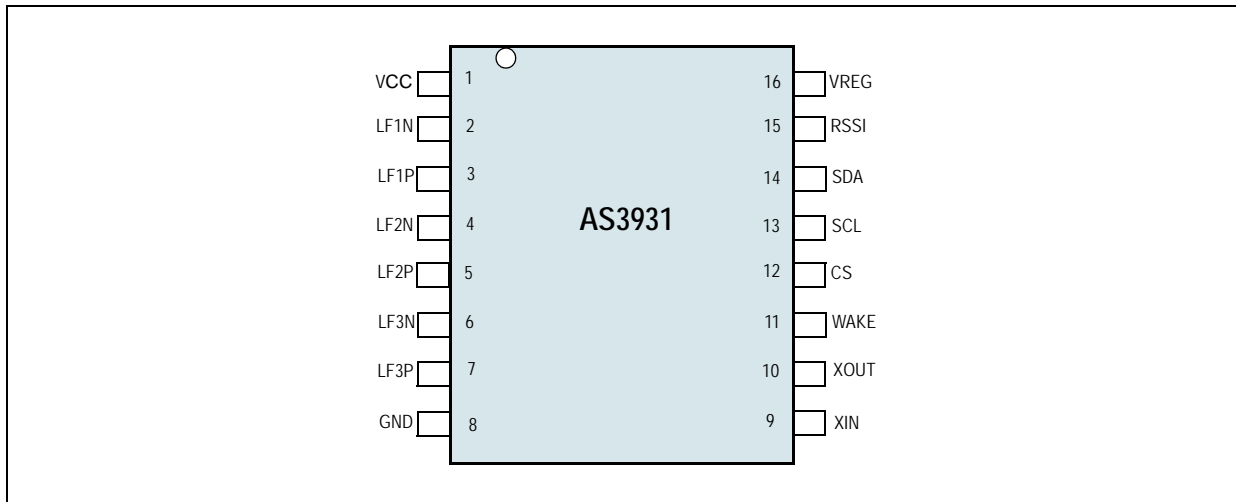 VCC 1 16 VREG
LF1N 2 15 RSSI
LF1P 3 14 SDA
LF2N 4 AS3931 13 SCL
LF2P 5 12 CS
LF3N 6 11 WAKE
LF3P 7 10 XOUT
GND 8 9 XIN